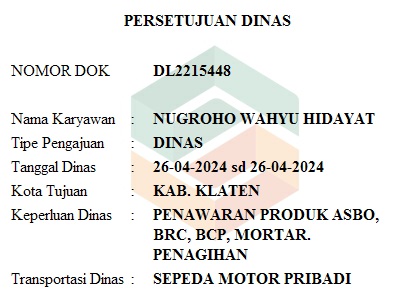 PERSETUJUAN DINAS
NOMOR DOK DL2215448
Nama Karyawan : NUGROHO WAHYU HIDAYAT
Tipe Pengajuan : DINAS
Tanggal Dinas : 26-04-2024 sd 26-04-2024
Kota Tujuan : KAB. KLATEN
Keperluan Dinas : PENAWARAN PRODUK ASBO,
BRC, BCP, MORTAR.
PENAGIHAN
Transportasi Dinas : SEPEDA MOTOR PRIBADI